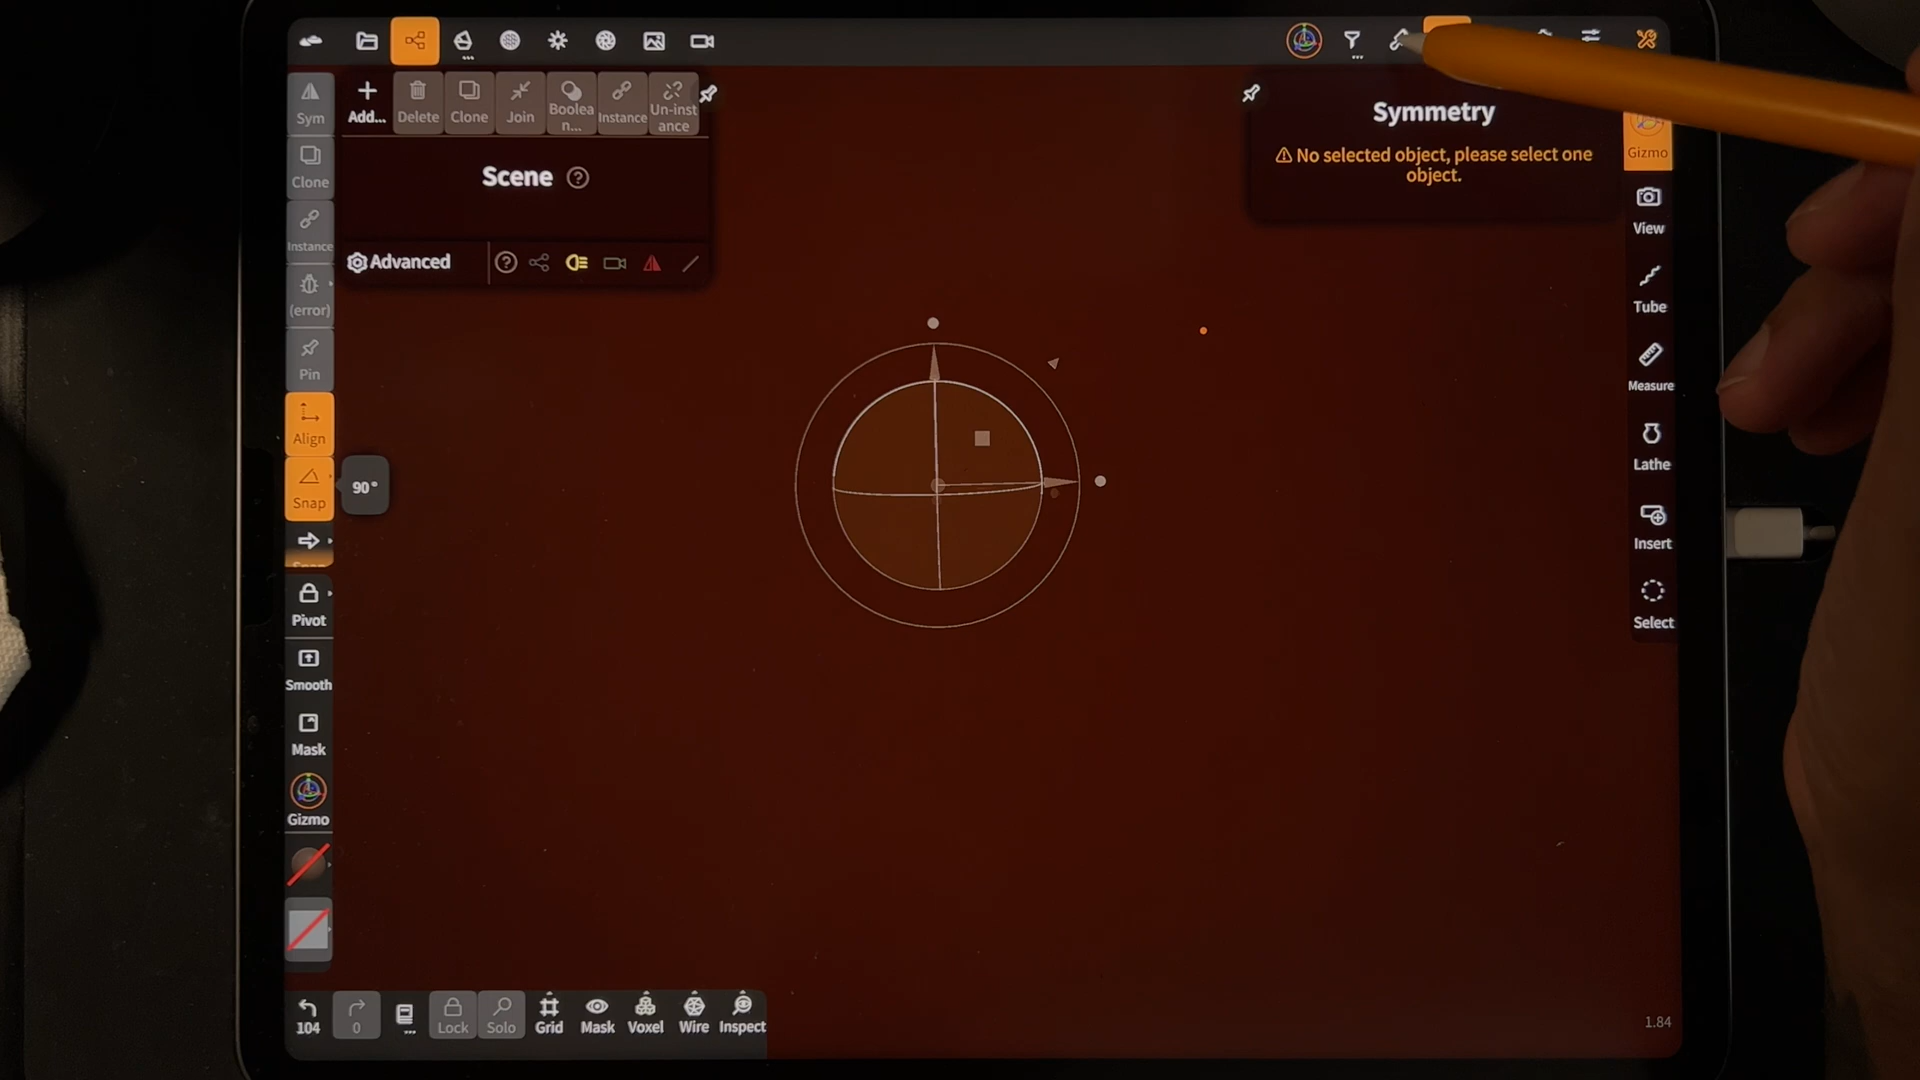 Sym
Clone
Instance
(error)
Pin
Align
Snap
90°
Pivot
Smooth
Mask
Gizmo
Add...
Delete
Clone
Join
Boolea
n...
Instance
Un-inst
ance
Scene
Advanced
Symmetry
No selected object, please select one
object.
Gizmo
View
Tube
Measure
Lathe
Insert
Select
104
0
Lock
Solo
Grid
Mask
Voxel
Wire
Inspect
1.84